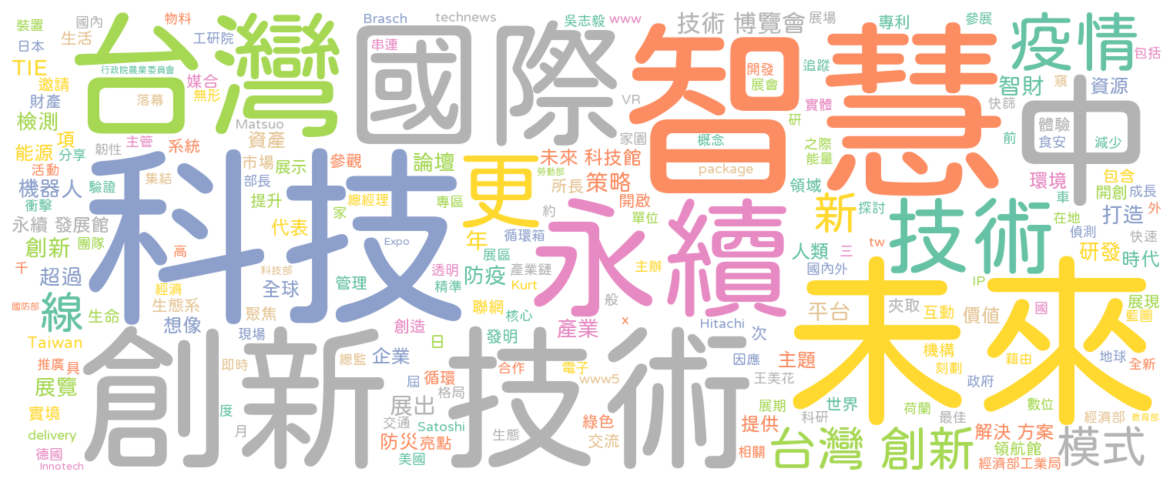 裝置
國內
物料
Brasch
technews
吳志毅
www
展場
專利
參展
台灣
國際
智慧
疫情
日本
生活
工研院
串連
技術 博覽會
包括
TIE
行政院農業委員會
開發
追蹤
智財
窺
資源
邀請
媒合
展會
財產
落幕
無形
VR
實體
快篩
中
檢測
Matsuo
研
前
體驗
項
韌性
主管
資產
家園
概念
之際
食安
減少
能源
分享
系統
市場
展示
參觀
論壇
更
未來 科技館
能量
活動
科技
勞動部
package
機器人
驗證
集結
部長
所長
策略
領域
環境
包含
衝擊
提升
總經理
專區
開啟
開創
成長
永續 發展館
家
約
永續
單位
新
探討
車
打造
外
創新
團隊
代表
年
循環箱
技術
在地
偵測
高
Expo
展區
人類
三
tw
研發
快速
超過
透明
防疫
產業鏈
主辦
國內外
時代
千
科技部
全球
管理
精準
Kurt
IP
經濟
聯網
般
未來
展現
國防部
線
生命
生態系
聚焦
核心
平台
夾取
互動
價值
國
藍圖
想像
現場
創造
發明
x
產業
Hitachi
次
Taiwan
創新技術
日
因應
機構
藉由
地球
全新
推廣
具
即時
總監
企業
合作
電子
主題
刻劃
展覽
屆
循環
格局
www5
王美花
政府
實境
度
展出
綠色
展期
世界
荷蘭
數位
經濟部
教育部
月
交通
Satoshi
提供
科研
最佳
delivery
防災
亮點
生態
交流
台灣 創新
解決 方案
模式
德國
美國
相關
領航館
Innotech
經濟部工業局